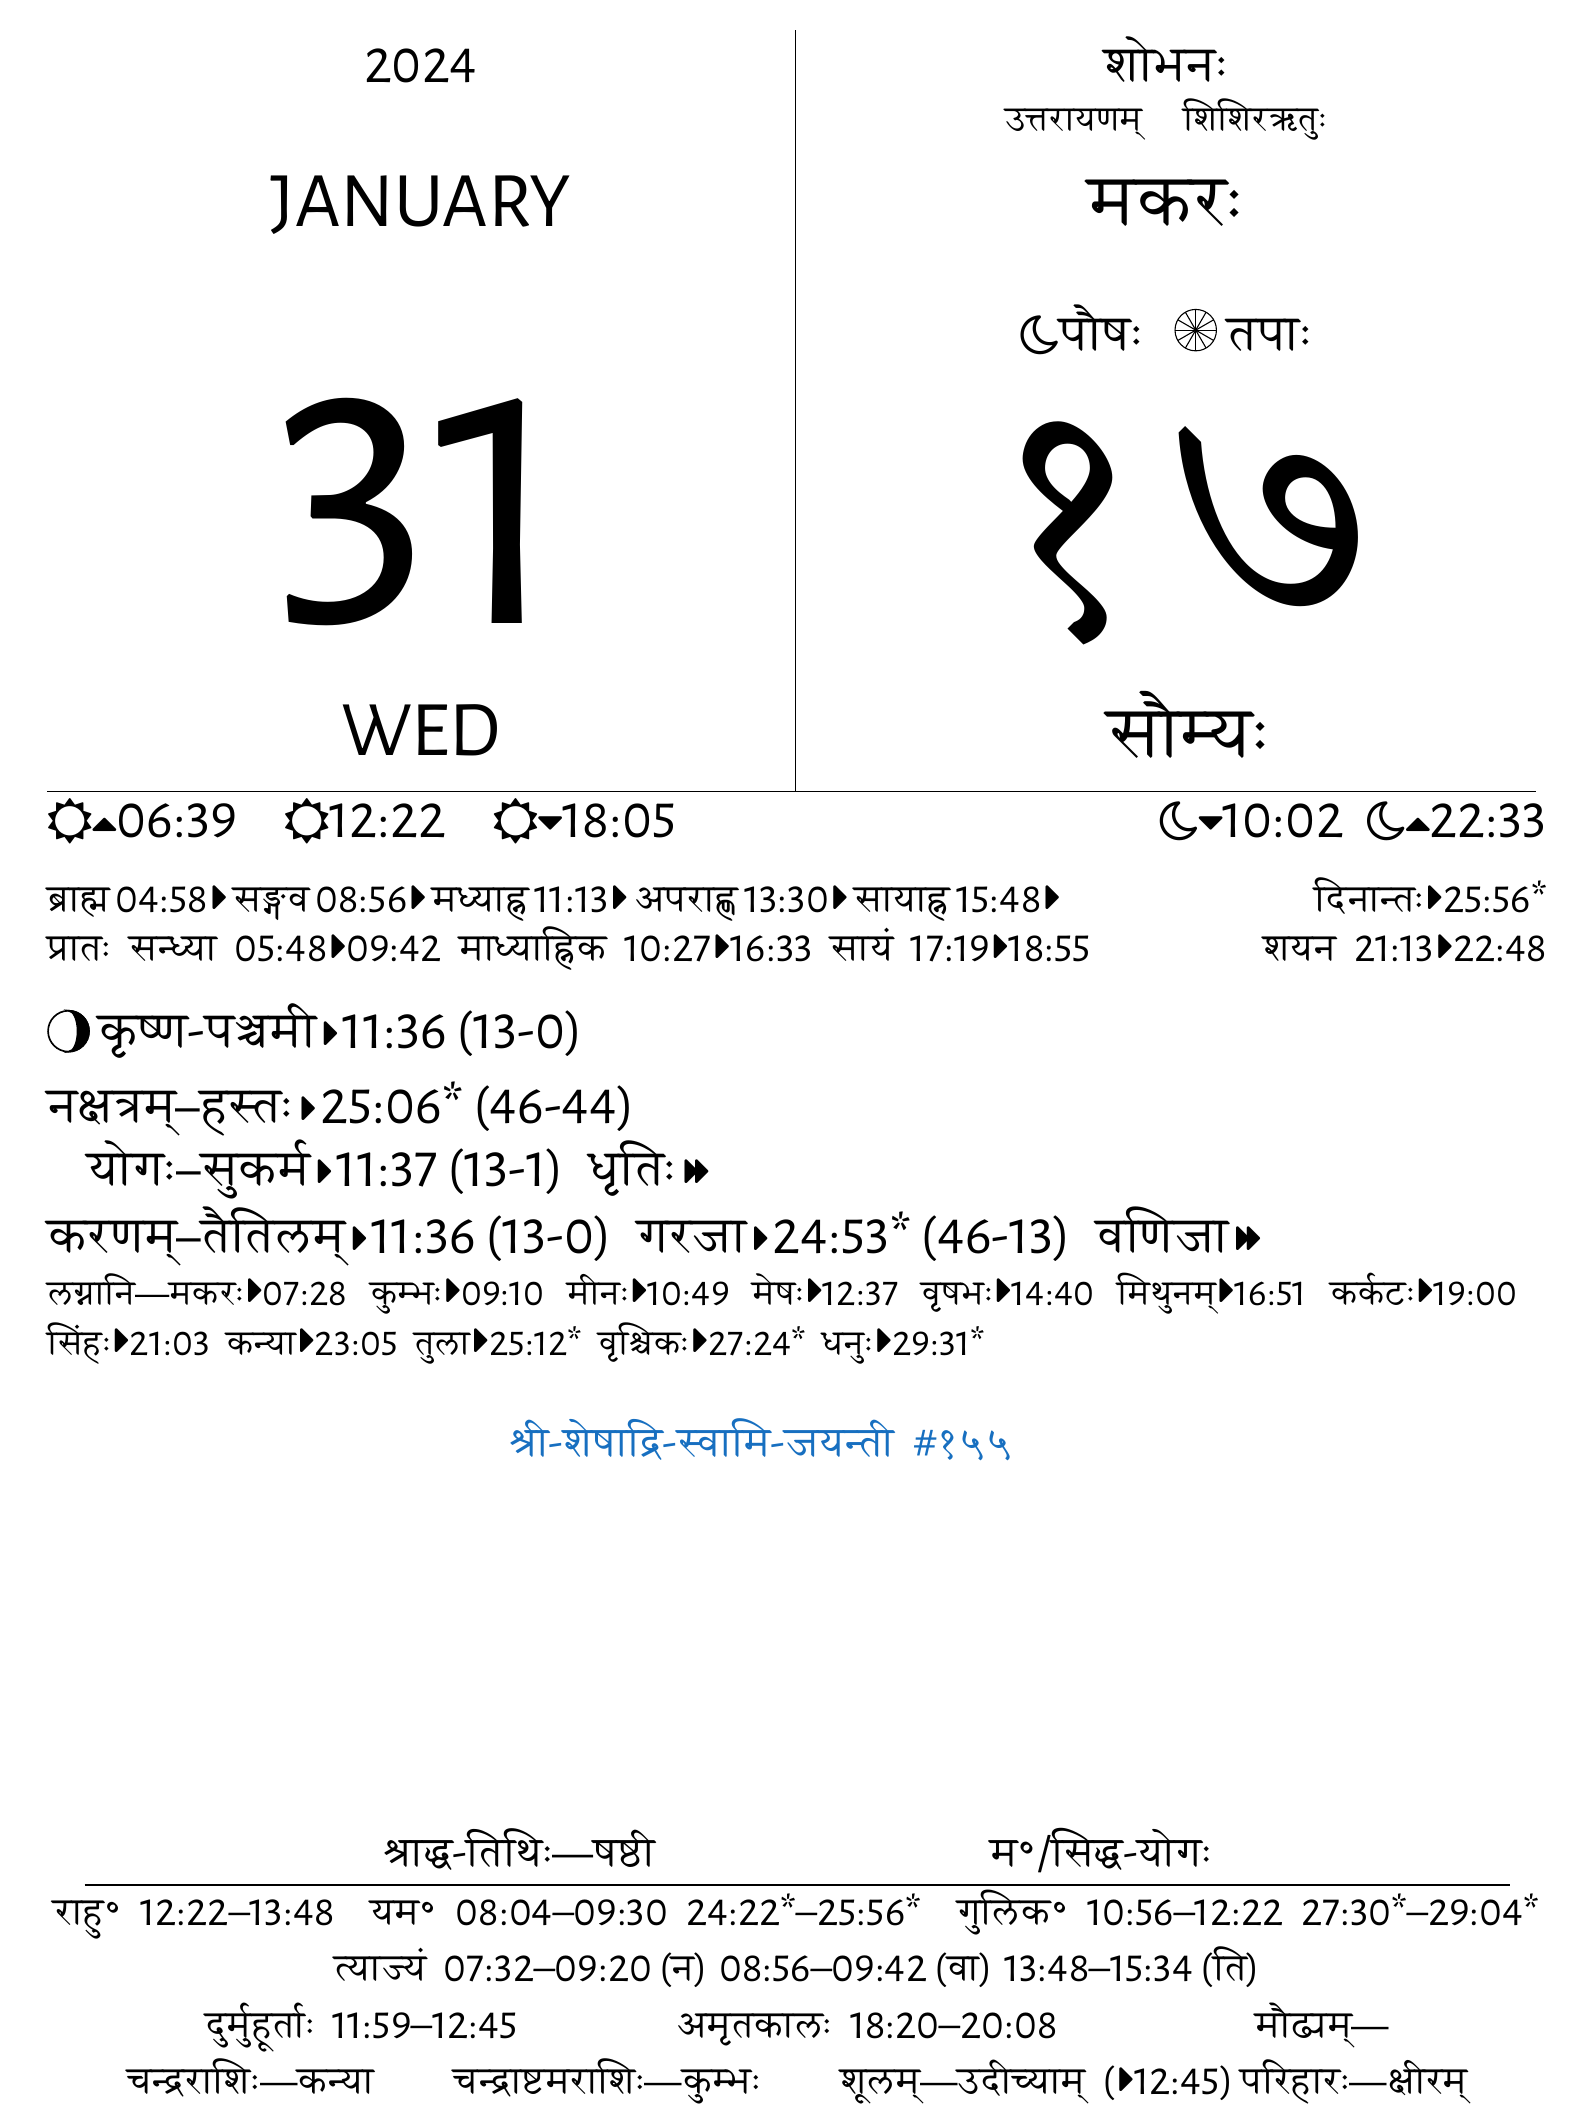 2024
JANUARY
31
WED
शोभनः
उत्तरायणम् शिशिरऋतुः
मकरः
पौषः तपाः
१७
सौम्यः
06:39 12:22 18:05 10:02 22:33
ब्राह्म 04:58 सङ्गव 08:56 मध्याह्न 11:13 अपराह्ण 13:30 सायाह्न 15:48 दिनान्तः 25:56*
प्रातः सन्ध्या 05:48 09:42 माध्याह्निक 10:27 16:33 सायं 17:19 18:55 शयन 21:13 22:48
कृष्ण-पञ्चमी 11:36 (13-0)
नक्षत्रम्–हस्तः 25:06* (46-44)
योगः–सुकर्म 11:37 (13-1) धृतिः
करणम्–तैतिलम् 11:36 (13-0) गरजा 24:53* (46-13) वणिजा
लग्नानि—मकरः 07:28 कुम्भः 09:10 मीनः 10:49 मेषः 12:37 वृषभः 14:40 मिथुनम् 16:51 कर्कटः 19:00
सिंहः 21:03 कन्या 23:05 तुला 25:12* वृश्चिकः 27:24* धनुः 29:31*
श्री-शेषाद्रि-स्वामि-जयन्ती #१५५
श्राद्ध-तिथिः—षष्ठी म°/सिद्ध-योगः
राहु° 12:22–13:48 यम° 08:04–09:30 24:22*–25:56* गुलिक° 10:56–12:22 27:30*–29:04*
त्याज्यं 07:32–09:20 (न) 08:56–09:42 (वा) 13:48–15:34 (ति)
दुर्मुहूर्ताः 11:59–12:45 अमृतकालः 18:20–20:08 मौढ्यम्—
चन्द्रराशिः—कन्या चन्द्राष्टमराशिः—कुम्भः शूलम्—उदीच्याम् (12:45) परिहारः—क्षीरम्